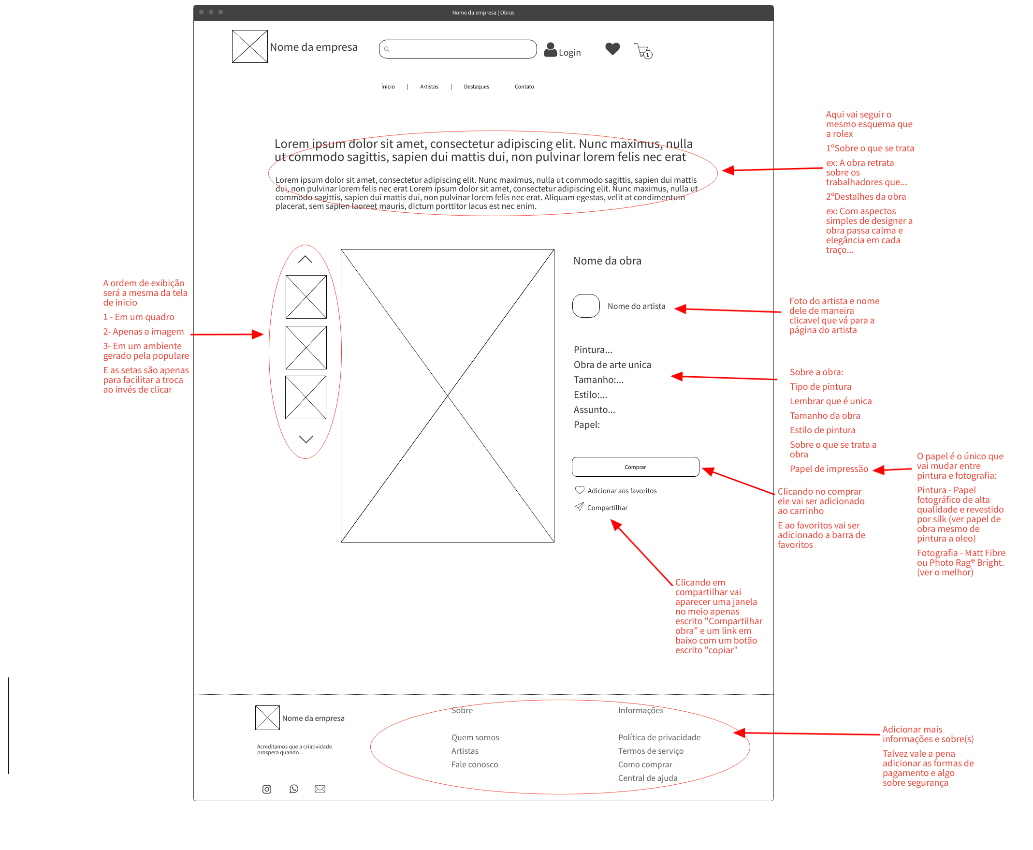 Nome da empresa | Obras
Nome da empresa
Login
1
Ínicio | Artistas | Destaques Contato
Lorem ipsum dolor sit amet, consectetur adipiscing elit. Nunc maximus, nulla
ut commodo sagittis, sapien dui mattis dui, non pulvinar lorem felis nec erat
Lorem ipsum dolor sit amet, consectetur adipiscing elit. Nunc maximus, nulla ut commodo sagittis, sapien dui mattis
dui, non pulvinar lorem felis nec erat Lorem ipsum dolor sit amet, consectetur adipiscing elit. Nunc maximus, nulla ut
commodo sagittis, sapien dui mattis dui, non pulvinar lorem felis nec erat. Aliquam egestas, velit at condimentum
placerat, sem sapien laoreet mauris, dictum porttitor lacus est nec enim.
Aqui vai seguir o
mesmo esquema que
a rolex
1ºSobre o que se trata
ex: A obra retrata
sobre os
trabalhadores que...
2ºDestalhes da obra
ex: Com aspectos
simples de designer a
obra passa calma e
elegância em cada
traço...
A ordem de exibição
será a mesma da tela
de inicio
1 - Em um quadro
2- Apenas a imagem
3- Em um ambiente
gerado pela populare
E as setas são apenas
para facilitar a troca
ao invés de clicar
Nome da obra
Nome do artista
Foto do artista e nome
dele de maneira
clicavel que vá para a
página do artista
Pintura...
Obra de arte unica
Tamanho:...
Estilo:...
Assunto...
Papel:
Sobre a obra:
Tipo de pintura
Lembrar que é unica
Tamanho da obra
Estilo de pintura
Sobre o que se trata a
obra
Papel de impressão
O papel é o único que
vai mudar entre
pintura e fotografia:
Pintura - Papel
fotográfico de alta
qualidade e revestido
por silk (ver papel de
obra mesmo de
pintura a oleo)
Fotografia - Matt Fibre
ou Photo Rag® Bright.
(ver o melhor)
Comprar
Adicionar aos favoritos
Compartilhar
Clicando no comprar
ele vai ser adicionado
ao carrinho
E ao favoritos vai ser
adicionado a barra de
favoritos
Clicando em
compartilhar vai
aparecer uma janela
no meio apenas
escrito "Compartilhar
obra" e um link em
baixo com um botão
escrito "copiar"
Nome da empresa
Acreditamos que a criatividade
prospera quando...
Sobre
Quem somos
Artistas
Fale conosco
Informações
Política de privacidade
Termos de serviço
Como comprar
Central de ajuda
Adicionar mais
informações e sobre(s)
Talvez vale a pena
adicionar as formas de
pagamento e algo
sobre segurança